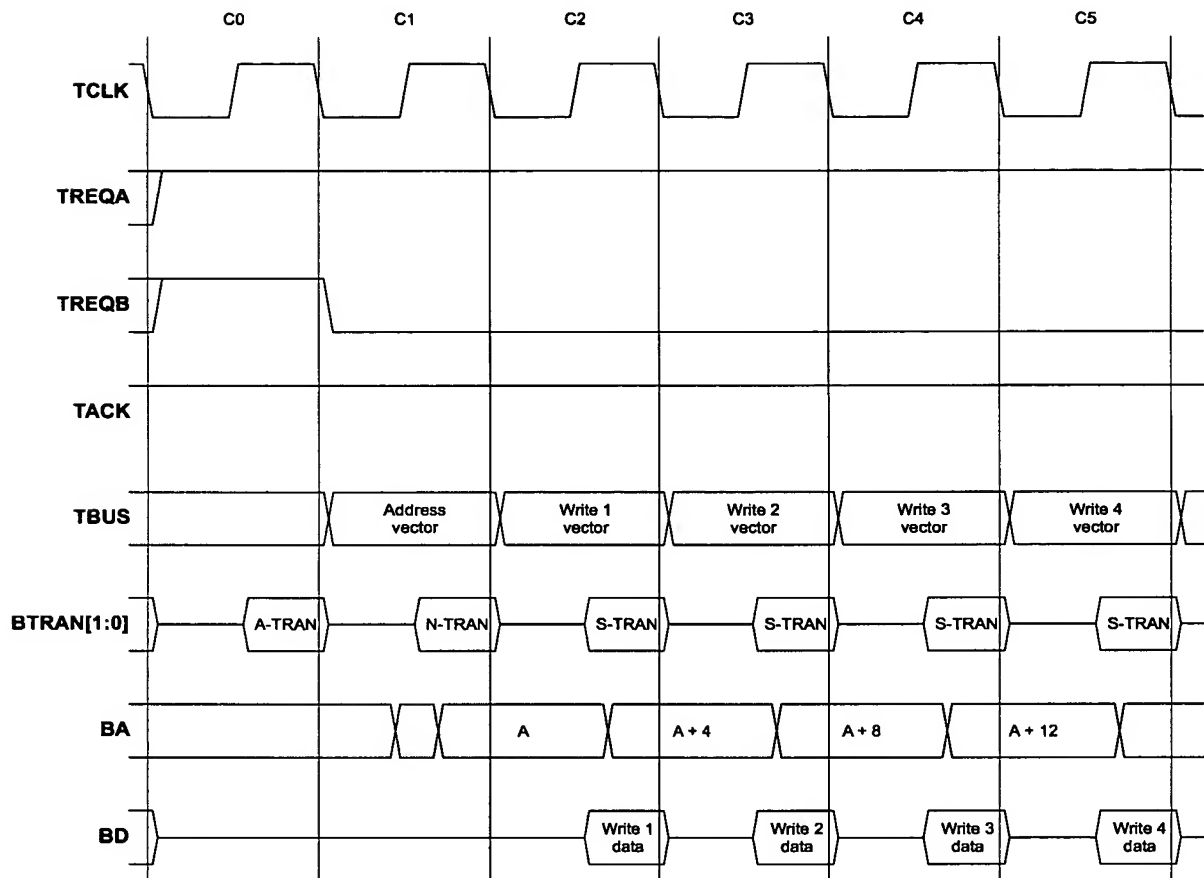 C0 C1 C2 C3 C4 C5
TCLK
TREQA
TREQB
TACK
TBUS Address vector Write 1 vector Write 2 vector Write 3 vector Write 4 vector
BTRAN[1:0] A-TRAN N-TRAN S-TRAN S-TRAN S-TRAN S-TRAN
BA A A + 4 A + 8 A + 12
BD Write 1 data Write 2 data Write 3 data Write 4 data